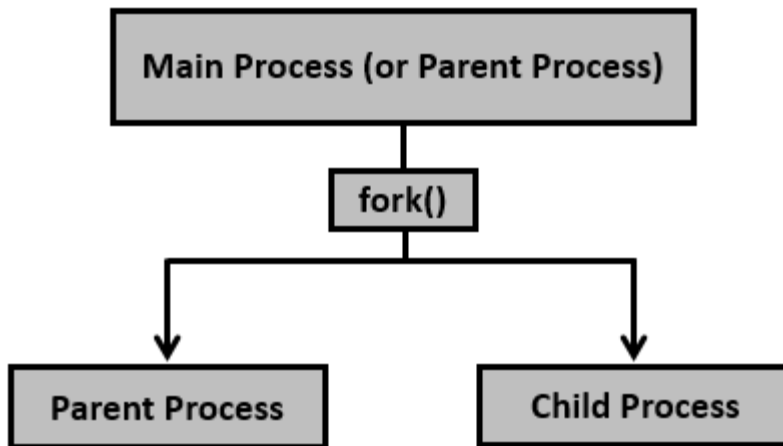 Main Process (or Parent Process)
fork()
Parent Process
Child Process